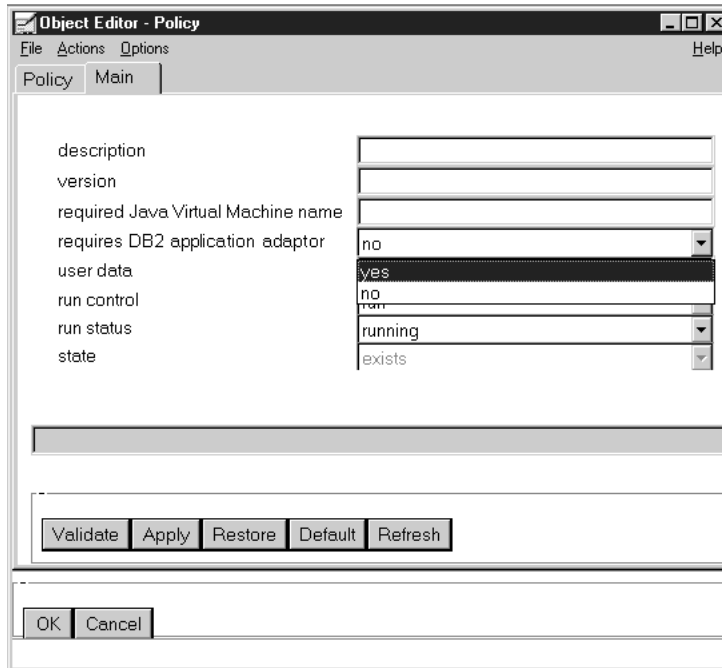 Object Editor - Policy
File Actions Options Help
Policy Main
description
version
required Java Virtual Machine name
requires DB2 application adaptor no
user data yes
no
run control run
run status running
state exists
Validate Apply Restore Default Refresh
OK Cancel